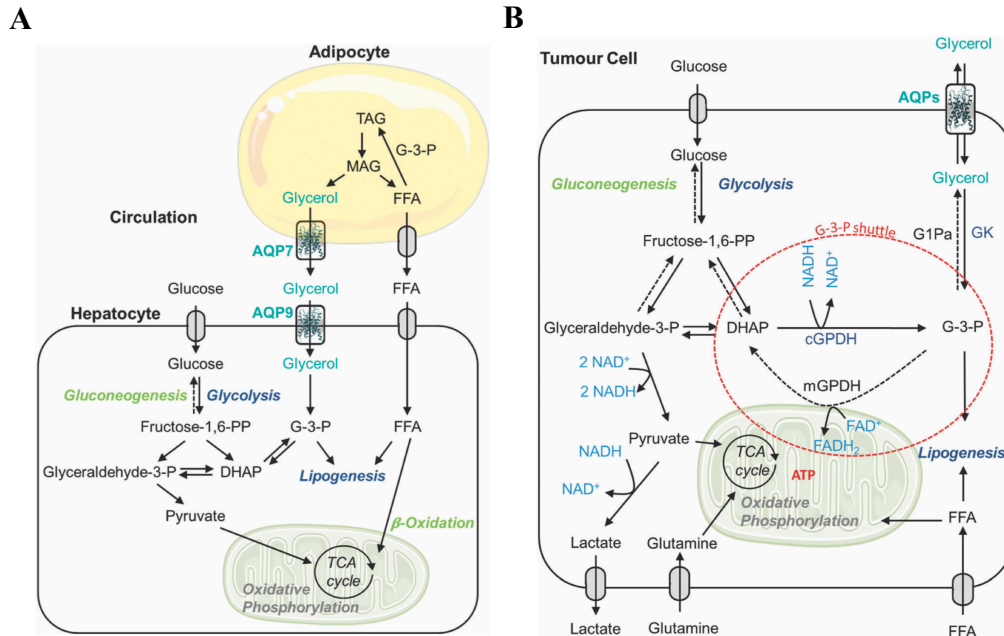 A
Adipocyte
TAG
G-3-P
MAG
Glycerol
FFA
Circulation
AQP7
Glucose
Glycerol
FFA
Hepatocyte
AQP9
Glucose
Glycerol
Gluconeogenesis
Glycolysis
Fructose-1,6-PP
G-3-P
FFA
Glyceraldehyde-3-P
DHAP
Lipogenesis
Pyruvate
β-Oxidation
TCA
cycle
Oxidative
Phosphorylation
B
Tumour Cell
Glucose
Glycerol
AQPs
Glucose
Glycerol
Gluconeogenesis
Glycolysis
G-3-P shuttle
G1Pa
GK
Fructose-1,6-PP
NADH
NAD⁺
Glyceraldehyde-3-P
DHAP
G-3-P
cGPDH
2 NAD⁺
2 NADH
mGPDH
FAD⁺
FADH₂
Pyruvate
NADH
NAD⁺
TCA
cycle
ATP
Lipogenesis
Oxidative
Phosphorylation
FFA
Lactate
Glutamine
Lactate
Glutamine
FFA